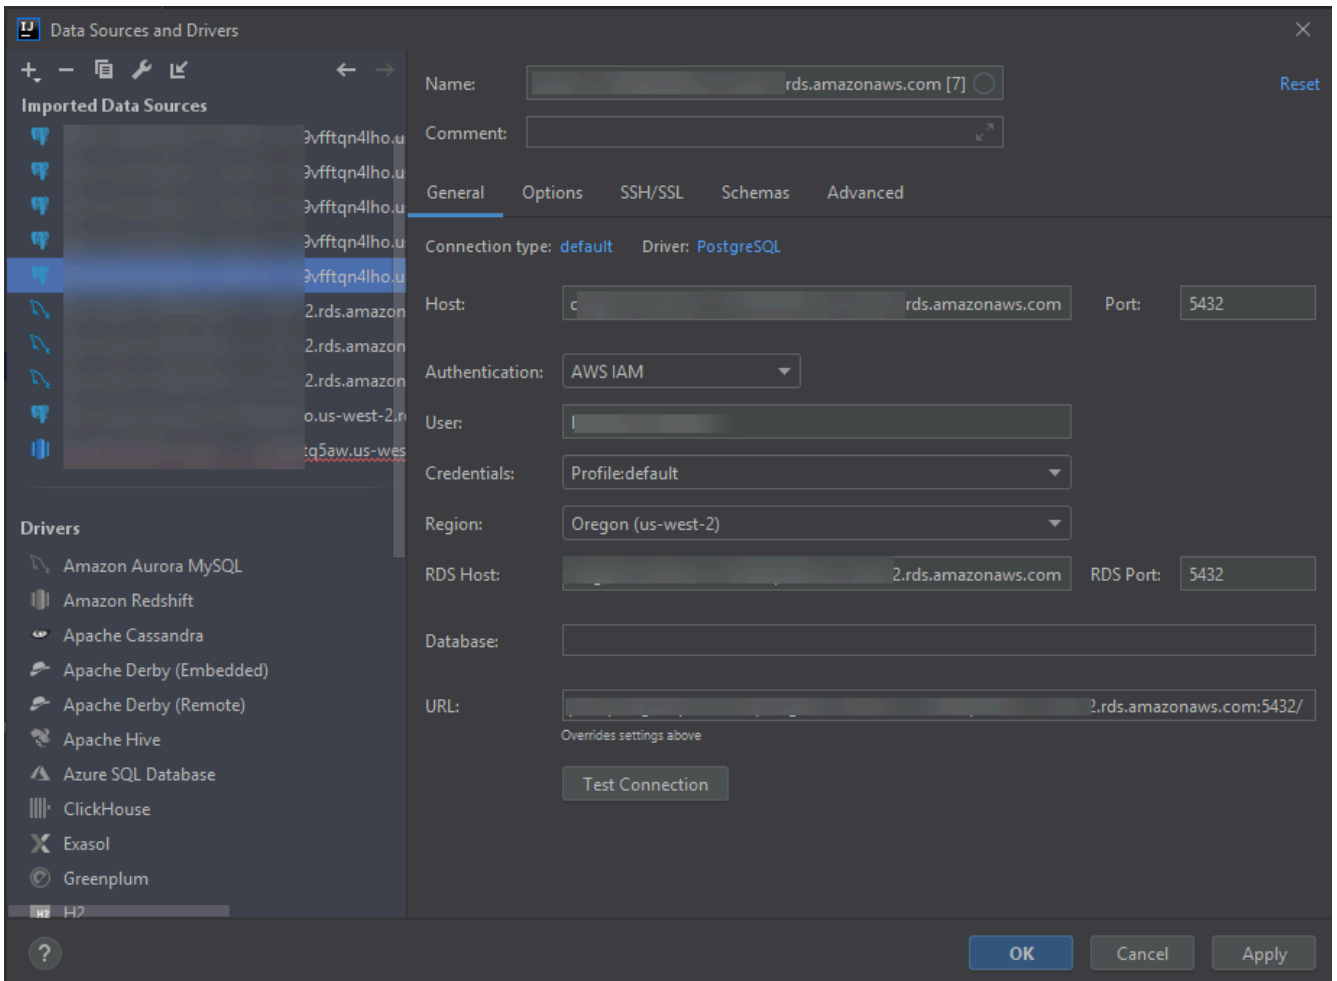 Data Sources and Drivers
Imported Data Sources
9vfftqn4lho.u
9vfftqn4lho.u
9vfftqn4lho.u
9vfftqn4lho.u
9vfftqn4lho.u
2.rds.amazon
2.rds.amazon
2.rds.amazon
o.us-west-2.r
tq5aw.us-wes
Drivers
Amazon Aurora MySQL
Amazon Redshift
Apache Cassandra
Apache Derby (Embedded)
Apache Derby (Remote)
Apache Hive
Azure SQL Database
ClickHouse
Exasol
Greenplum
H2 H2
Name: rds.amazonaws.com [7] Reset
Comment:
General Options SSH/SSL Schemas Advanced
Connection type: default Driver: PostgreSQL
Host: c rds.amazonaws.com Port: 5432
Authentication: AWS IAM
User:
Credentials: Profile:default
Region: Oregon (us-west-2)
RDS Host: 2.rds.amazonaws.com RDS Port: 5432
Database:
URL: 2.rds.amazonaws.com:5432/
Overrides settings above
Test Connection
? OK Cancel Apply